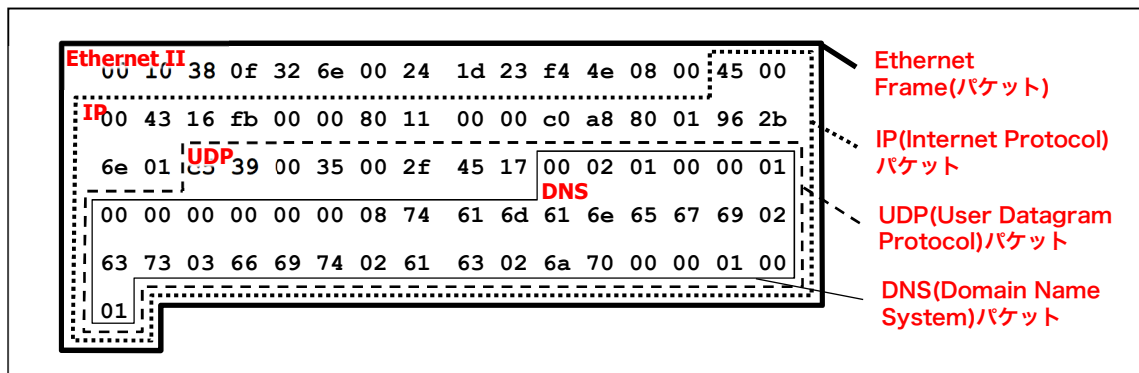 Ethernet II
00 10 38 0f 32 6e 00 24 1d 23 f4 4e 08 00 45 00
IP
00 43 16 fb 00 00 80 11 00 00 c0 a8 80 01 96 2b
UDP
6e 01 39 00 35 00 2f 45 17 00 02 01 00 00 01
DNS
00 00 00 00 00 00 08 74 61 6d 61 6e 65 67 69 02
63 73 03 66 69 74 02 61 63 02 6a 70 00 00 01 00
01
Ethernet
Frame(パケット)
IP(Internet Protocol)
パケット
UDP(User Datagram
Protocol)パケット
DNS(Domain Name
System)パケット